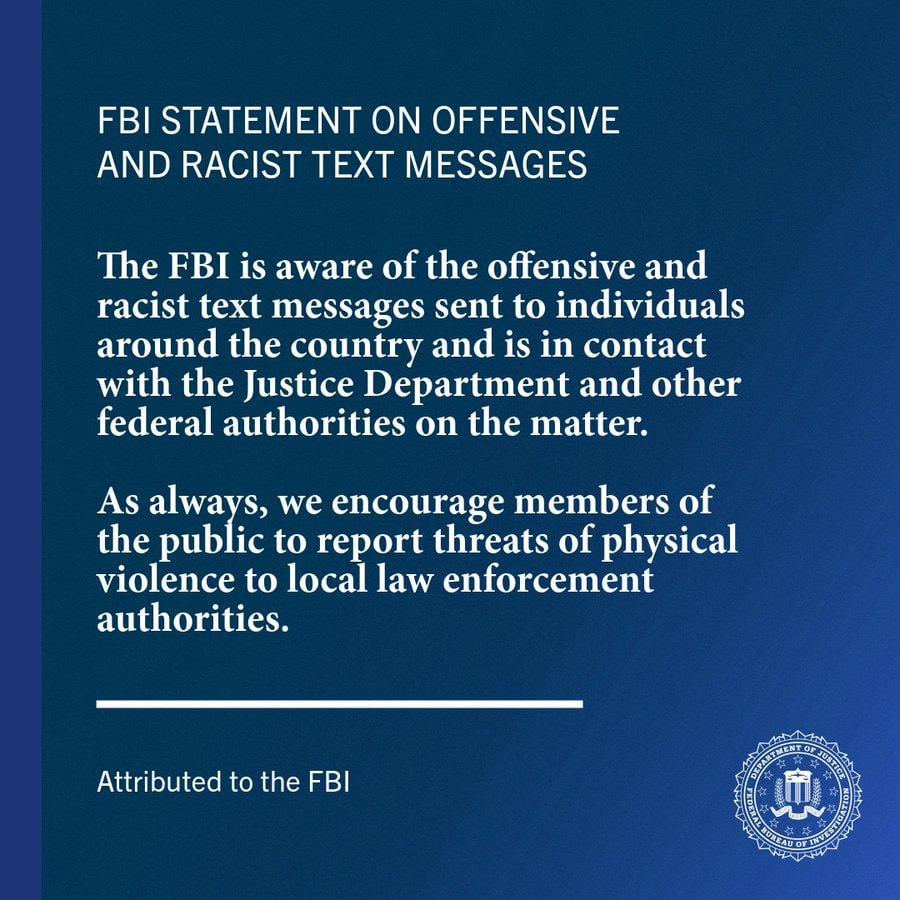 FBI STATEMENT ON OFFENSIVE
AND RACIST TEXT MESSAGES
The FBI is aware of the offensive and
racist text messages sent to individuals
around the country and is in contact
with the Justice Department and other
federal authorities on the matter.
As always, we encourage members of
the public to report threats of physical
violence to local law enforcement
authorities.
Attributed to the FBI
DEPARTMENT OF JUSTICE
FEDERAL BUREAU OF INVESTIGATION